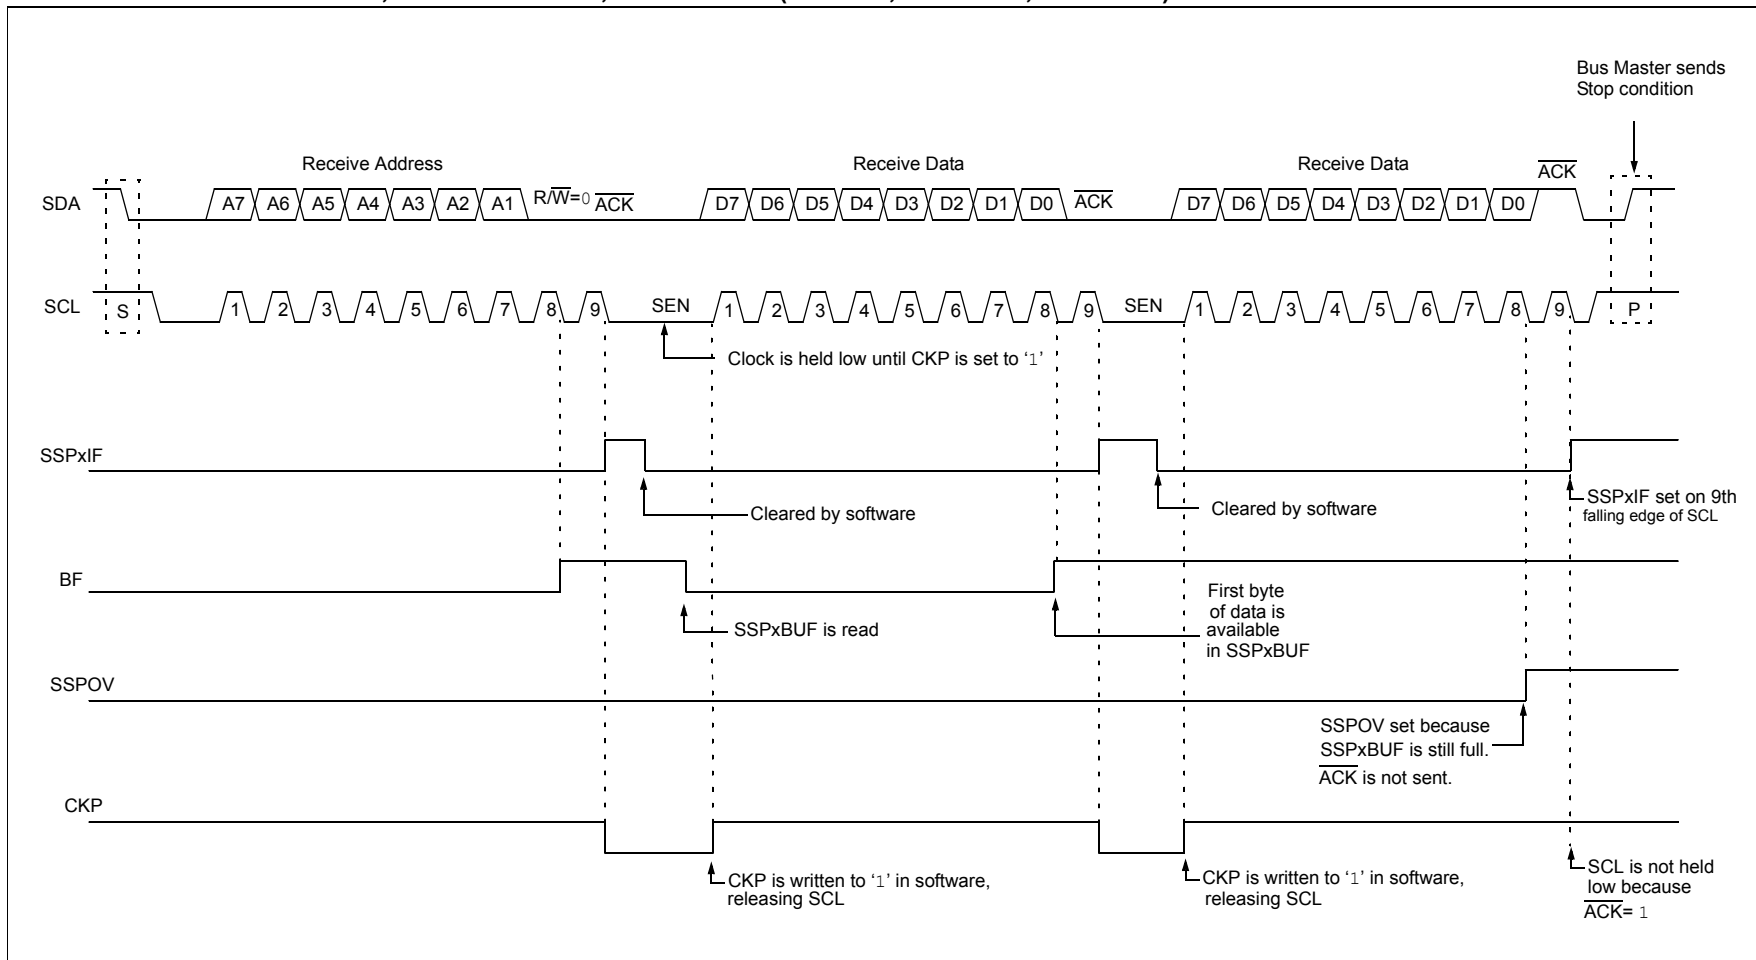 Bus Master sends
Stop condition
Receive Address
Receive Data
Receive Data
ACK
SDA
A7 A6 A5 A4 A3 A2 A1 R/W=0 ACK
D7 D6 D5 D4 D3 D2 D1 D0 ACK
D7 D6 D5 D4 D3 D2 D1 D0
SCL
S
1 2 3 4 5 6 7 8 9 SEN
1 2 3 4 5 6 7 8 9 SEN
1 2 3 4 5 6 7 8 9
P
Clock is held low until CKP is set to ‘1’
SSPxIF
Cleared by software
Cleared by software
SSPxIF set on 9th
falling edge of SCL
BF
SSPxBUF is read
First byte
of data is
available
in SSPxBUF
SSPOV
SSPOV set because
SSPxBUF is still full.
ACK is not sent.
CKP
CKP is written to ‘1’ in software,
releasing SCL
CKP is written to ‘1’ in software,
releasing SCL
SCL is not held
low because
ACK= 1